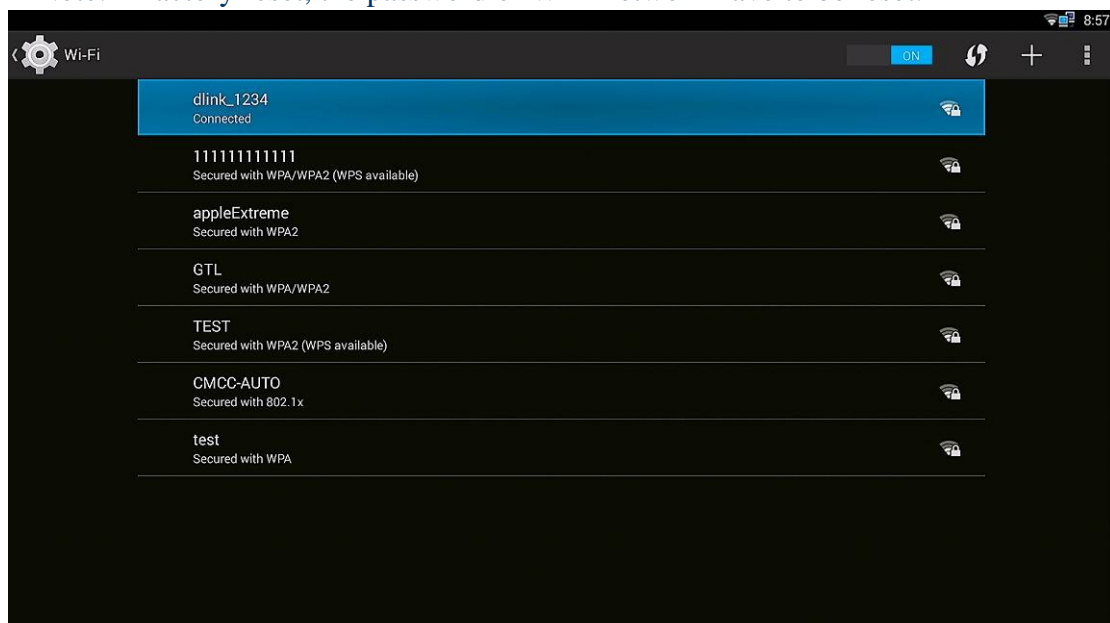 8:57
Wi-Fi
ON
dlink_1234
Connected
111111111111
Secured with WPA/WPA2 (WPS available)
appleExtreme
Secured with WPA2
GTL
Secured with WPA/WPA2
TEST
Secured with WPA2 (WPS available)
CMCC-AUTO
Secured with 802.1x
test
Secured with WPA